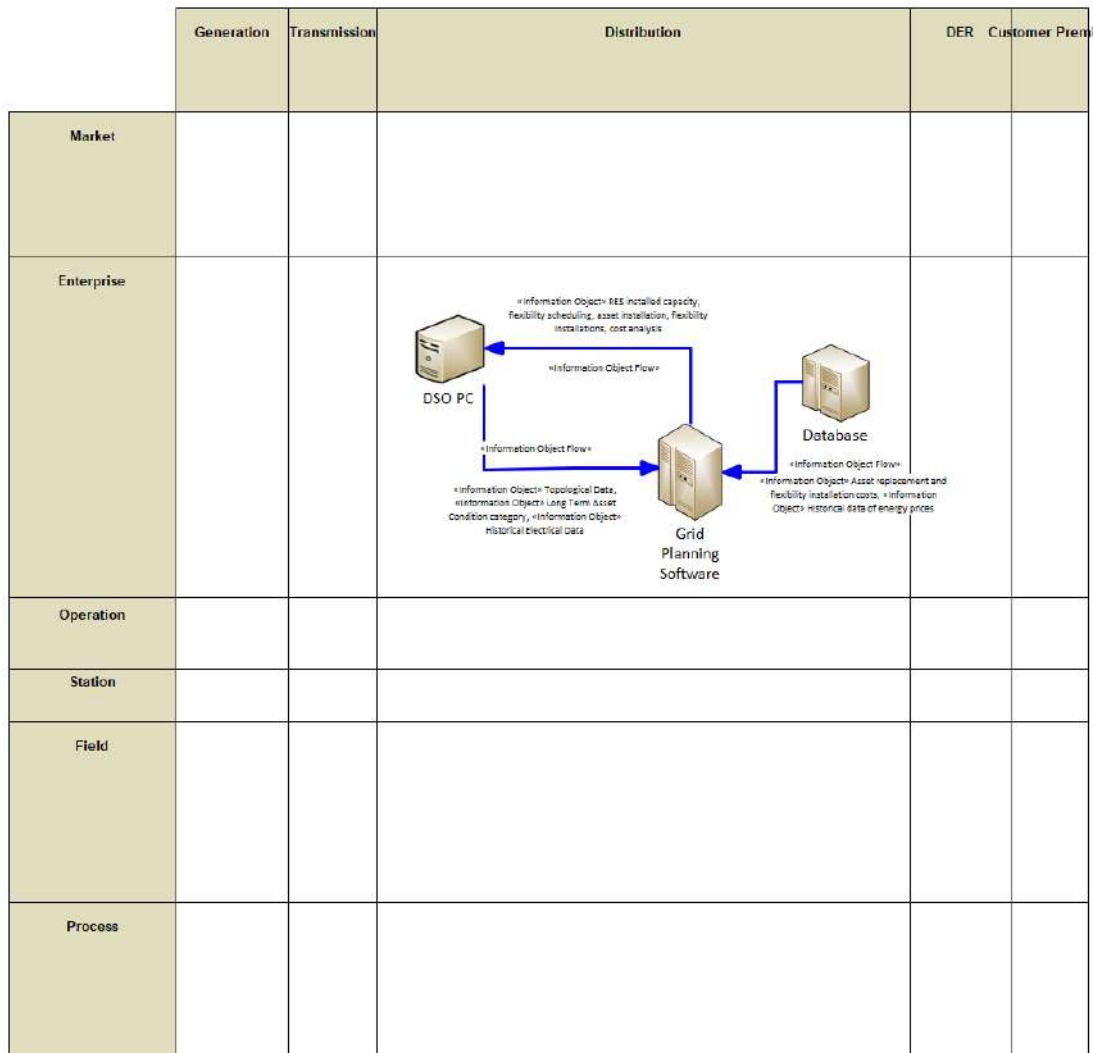 Generation
Transmission
Distribution
DER
Customer Premi
Market
Enterprise
«Information Object» RES installed capacity,
flexibility scheduling, asset installation, flexibility
installations, cost analysis
«Information Object Flow»
DSO PC
Database
«Information Object Flow»
«Information Object Flow»
«Information Object» Asset replacement and
flexibility installation costs, «Information
Object» Historical data of energy prices
«Information Object» Topological Data,
«Information Object» Long Term Asset
Condition category, «Information Object»
Historical Electrical Data
Grid
Planning
Software
Operation
Station
Field
Process